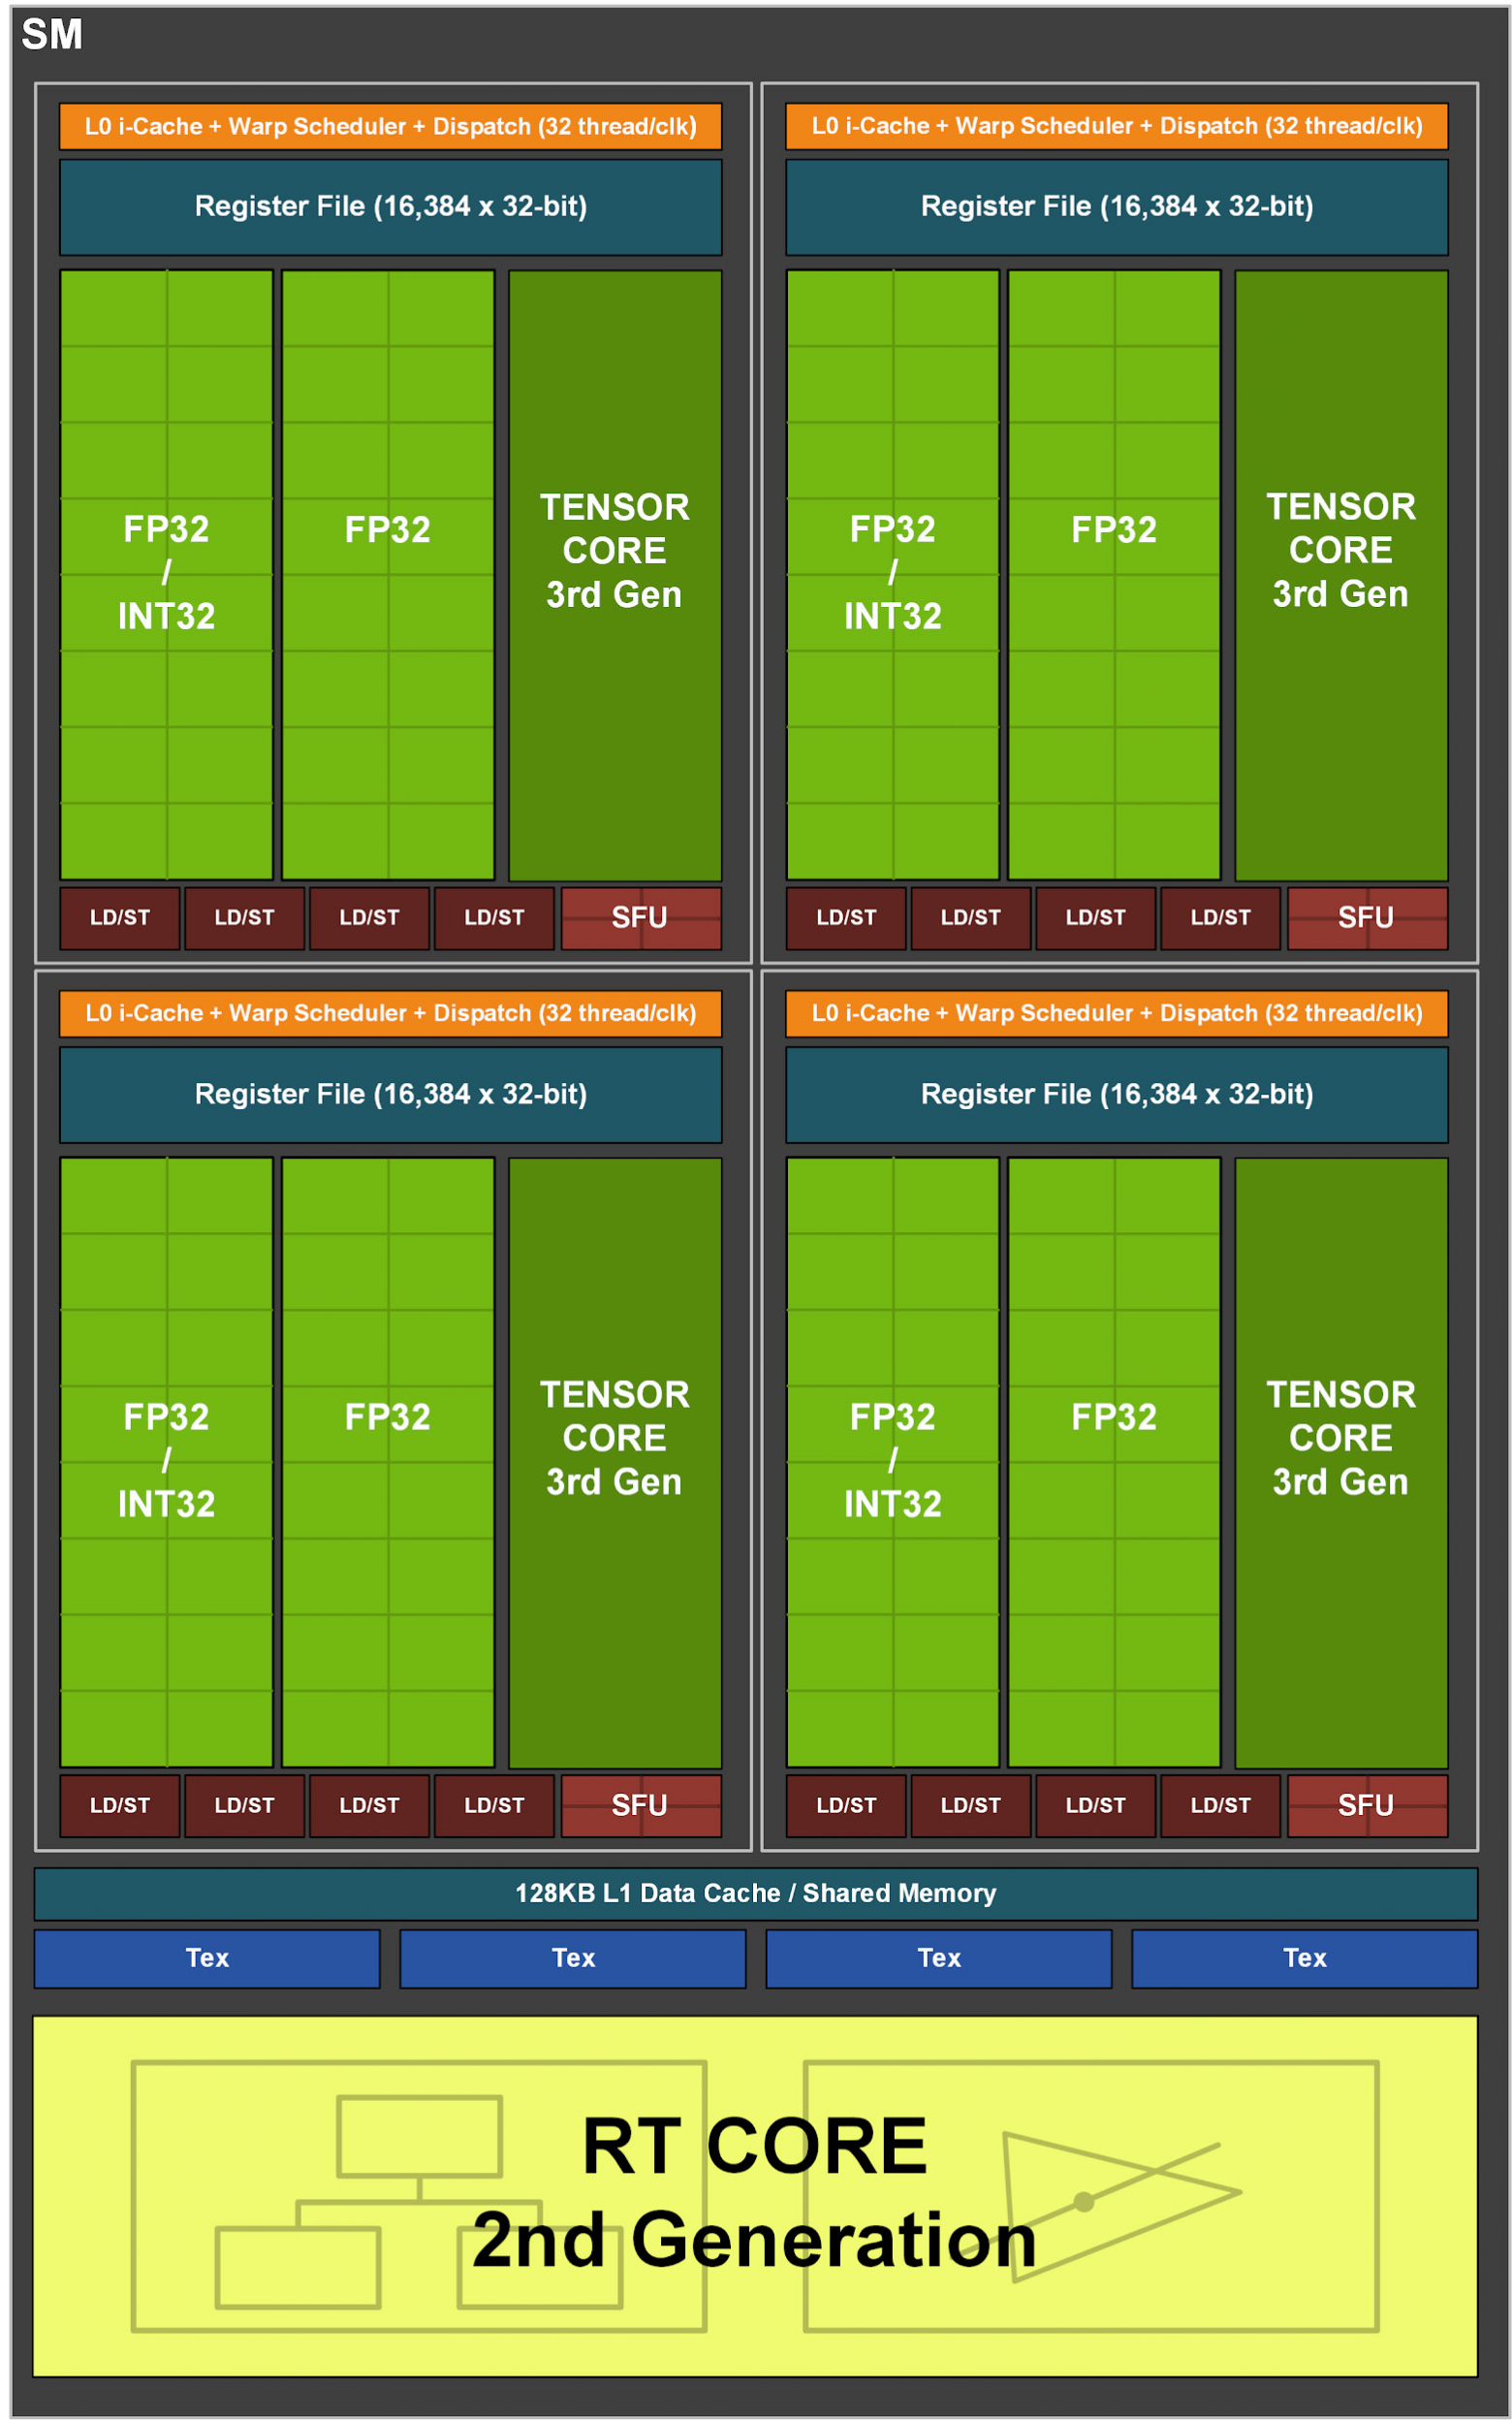 SM
L0 i-Cache + Warp Scheduler + Dispatch (32 thread/clk)
Register File (16,384 x 32-bit)
FP32
/
INT32
FP32
TENSOR
CORE
3rd Gen
LD/ST
LD/ST
LD/ST
LD/ST
SFU
L0 i-Cache + Warp Scheduler + Dispatch (32 thread/clk)
Register File (16,384 x 32-bit)
FP32
/
INT32
FP32
TENSOR
CORE
3rd Gen
LD/ST
LD/ST
LD/ST
LD/ST
SFU
L0 i-Cache + Warp Scheduler + Dispatch (32 thread/clk)
Register File (16,384 x 32-bit)
FP32
/
INT32
FP32
TENSOR
CORE
3rd Gen
LD/ST
LD/ST
LD/ST
LD/ST
SFU
L0 i-Cache + Warp Scheduler + Dispatch (32 thread/clk)
Register File (16,384 x 32-bit)
FP32
/
INT32
FP32
TENSOR
CORE
3rd Gen
LD/ST
LD/ST
LD/ST
LD/ST
SFU
128KB L1 Data Cache / Shared Memory
Tex
Tex
Tex
Tex
RT CORE
2nd Generation